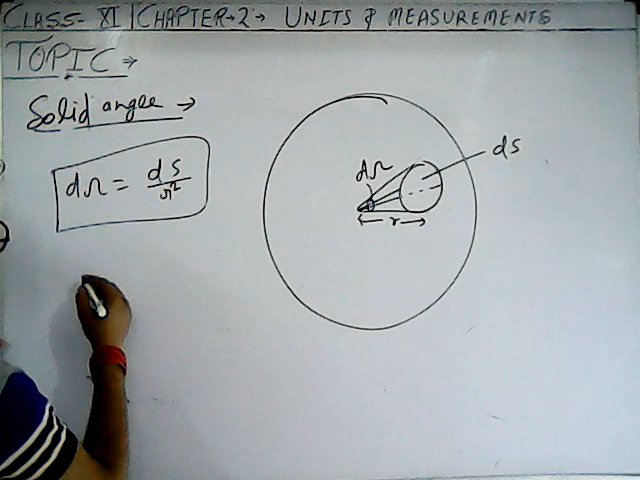 CLASS- XI | CHAPTER→2→ UNITS & MEASUREMENTS
TOPIC→
Solid angle →
dΩ = dS/r²
dΩ
dS
r